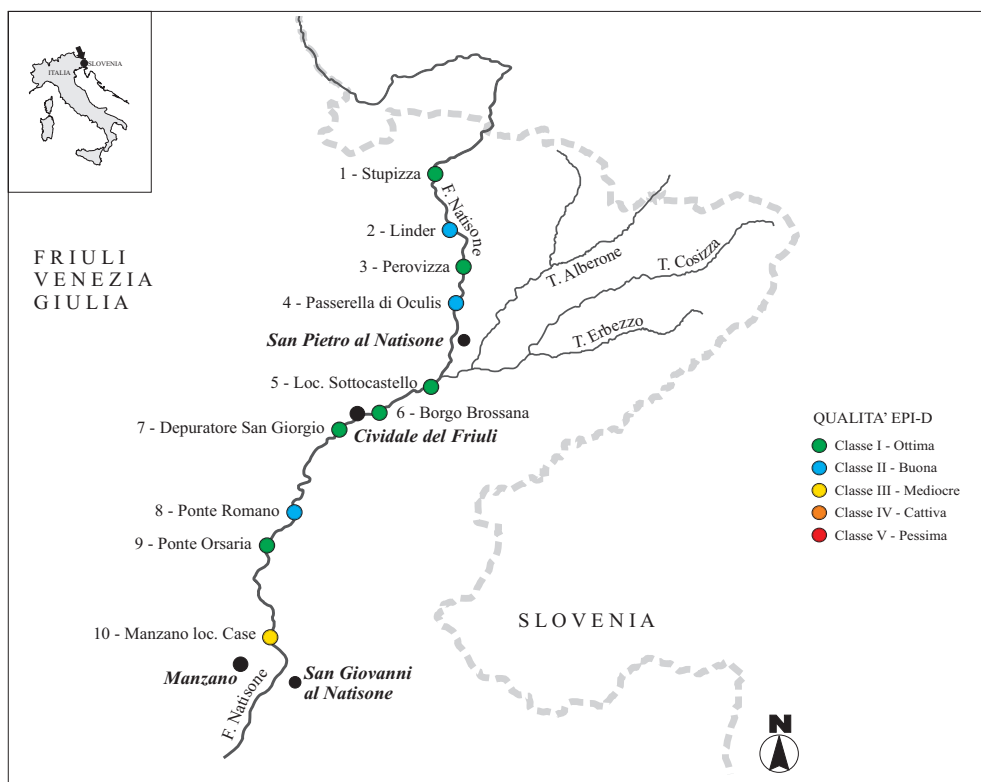 ITALIA
SLOVENIA
FRIULI
VENEZIA
GIULIA
1 - Stupizza
F. Natisone
2 - Linder
3 - Perovizza
4 - Passerella di Oculis
T. Alberone
T. Cosizza
T. Erbezzo
San Pietro al Natisone
5 - Loc. Sottocastello
6 - Borgo Brossana
7 - Depuratore San Giorgio
Cividale del Friuli
8 - Ponte Romano
9 - Ponte Orsaria
10 - Manzano loc. Case
Manzano
F. Natisone
San Giovanni
al Natisone
SLOVENIA
QUALITA' EPI-D
Classe I - Ottima
Classe II - Buona
Classe III - Mediocre
Classe IV - Cattiva
Classe V - Pessima
N